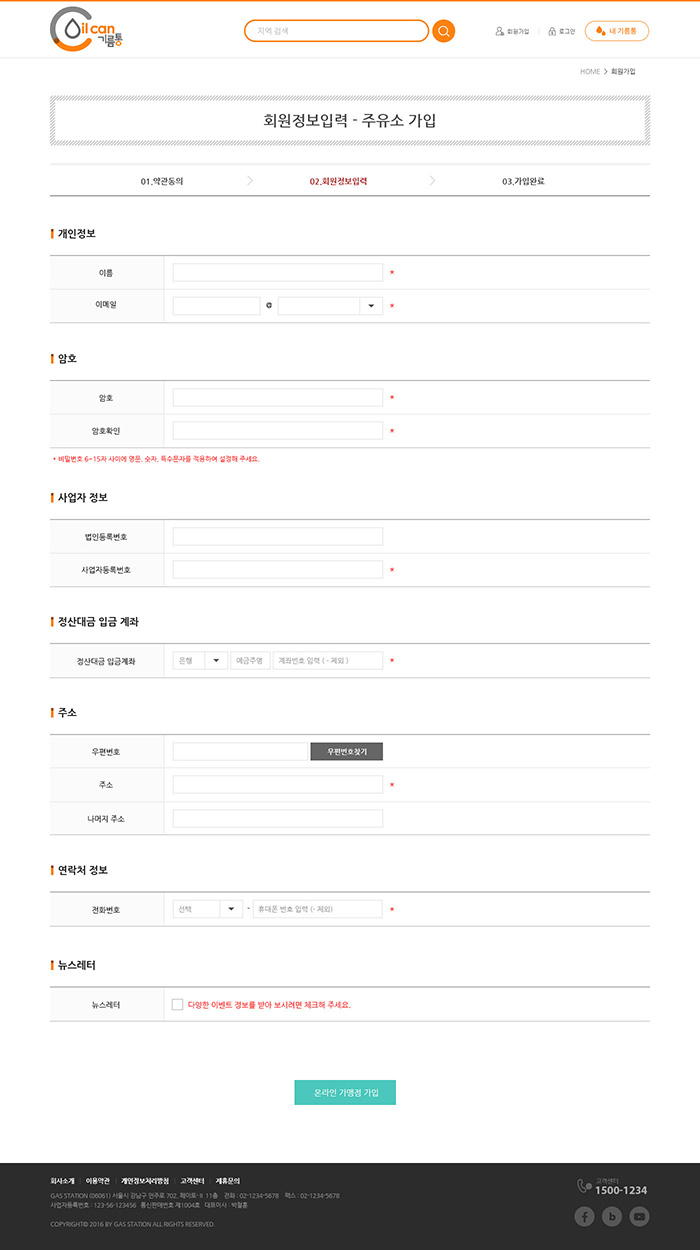 oil can
기름통
지역 검색
회원가입 | 로그인
내 기름통
HOME > 회원가입
회원정보입력 - 주유소 가입
01.약관동의
02.회원정보입력
03.가입완료
개인정보
이름 *
이메일 @ *
암호
암호 *
암호확인 *
* 비밀번호 6~15자 사이에 영문, 숫자, 특수문자를 적용하여 설정해 주세요.
사업자 정보
법인등록번호
사업자등록번호 *
정산대금 입금 계좌
정산대금 입금계좌 은행 예금주명 계좌번호 입력 ( - 제외 ) *
주소
우편번호 우편번호찾기
주소 *
나머지 주소
연락처 정보
전화번호 선택 - 휴대폰 번호 입력 (- 제외) *
뉴스레터
뉴스레터 다양한 이벤트 정보를 받아 보시려면 체크해 주세요.
온라인 가맹점 가입
회사소개 | 이용약관 | 개인정보처리방침 | 고객센터 | 제휴문의
GAS STATION (06061) 서울시 강남구 언주로 702, 페이토-Ⅱ 11층 전화 : 02-1234-5678 팩스 : 02-1234-5678
사업자등록번호 : 123-56-123456 통신판매번호 제1004호 대표이사 : 박철훈
COPYRIGHT© 2016 BY GAS STATION ALL RIGHTS RESERVED.
고객센터
1500-1234